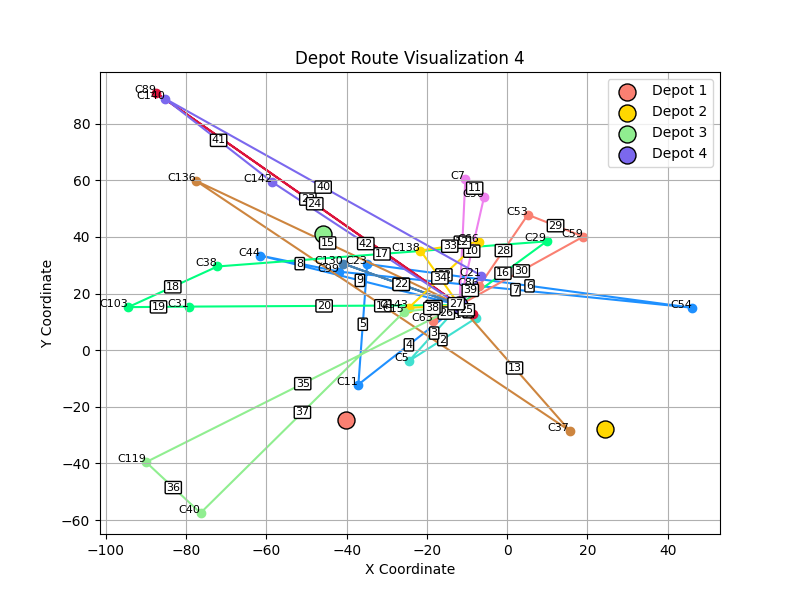 Depot Route Visualization 4
Depot 1
Depot 2
Depot 3
Depot 4
Y Coordinate
X Coordinate
80
60
40
20
0
−20
−40
−60
−100
−80
−60
−40
−20
0
20
40
C89
C140
C136
C142
C7
C53
C59
C29
C138
C44
C38
C130
C23
C99
C21
C86
C103
C31
C54
C63
C5
C11
C37
C119
C40
41
40
24
11
29
15
42
33
10
28
17
8
16
30
34
9
22
39
7
6
18
19
20
38
27
25
5
3
2
4
13
35
37
36